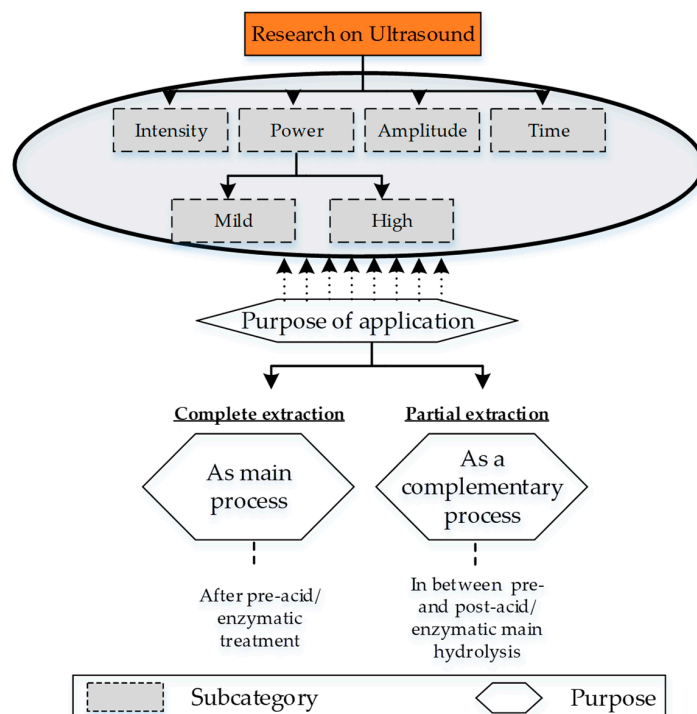 Research on Ultrasound
Intensity
Power
Amplitude
Time
Mild
High
Purpose of application
Complete extraction
Partial extraction
As main
process
As a
complementary
process
After pre-acid/
enzymatic
treatment
In between pre-
and post-acid/
enzymatic main
hydrolysis
Subcategory
Purpose